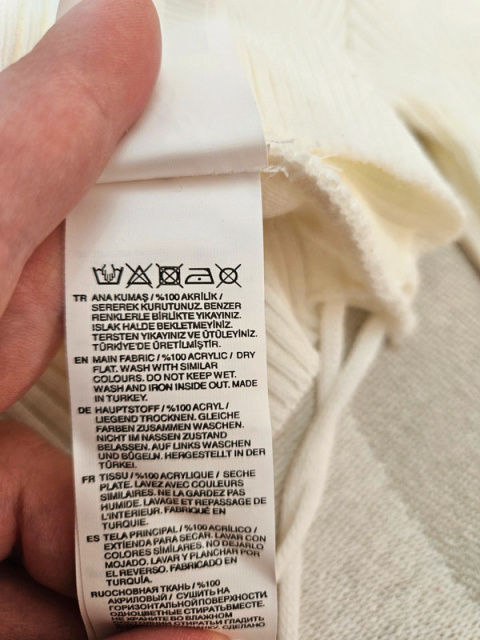 TR ANA KUMAŞ / %100 AKRİLİK /
SEREREK KURUTUNUZ. BENZER
RENKLERLE BİRLİKTE YIKAYINIZ.
ISLAK HALDE BEKLETMEYİNİZ.
TERSTEN YIKAYINIZ VE ÜTÜLEYİNİZ.
TÜRKİYE'DE ÜRETİLMİŞTİR.
EN MAIN FABRIC / %100 ACRYLIC / DRY
FLAT. WASH WITH SIMILAR
COLOURS. DO NOT KEEP WET.
WASH AND IRON INSIDE OUT. MADE
IN TURKEY.
DE HAUPTSTOFF / %100 ACRYL /
LIEGEND TROCKNEN. GLEICHE
FARBEN ZUSAMMEN WASCHEN.
NICHT IM NASSEN ZUSTAND
BELASSEN. AUF LINKS WASCHEN
UND BÜGELN. HERGESTELLT IN DER
TÜRKEI.
FR TISSU / %100 ACRYLIQUE / SECHE
PLATE. LAVEZ AVEC COULEURS
SIMILAIRES. NE LA GARDEZ PAS
HUMIDE. LAVAGE ET REPASSAGE DE
L'INTERIEUR. FABRIQUÉ EN
TURQUIE.
ES TELA PRINCIPAL / %100 ACRÍLICO /
EXTIENDA PARA SECAR. LAVAR CON
COLORES SIMILARES. NO DEJARLO
MOJADO. LAVAR Y PLANCHAR POR
EL REVERSO. FABRICADO EN
TURQUÍA.
RU ОСНОВНАЯ ТКАНЬ / %100
АКРИЛОВЫЙ / СУШИТЬ НА
ГОРИЗОНТАЛЬНОЙ ПОВЕРХНОСТИ.
ОДНОЦВЕТНЫЕ СТИРАТЬ ВМЕСТЕ.
НЕ ХРАНИТЕ ВО ВЛАЖНОМ
СТИРАТЬ И ГЛАДИТЬ